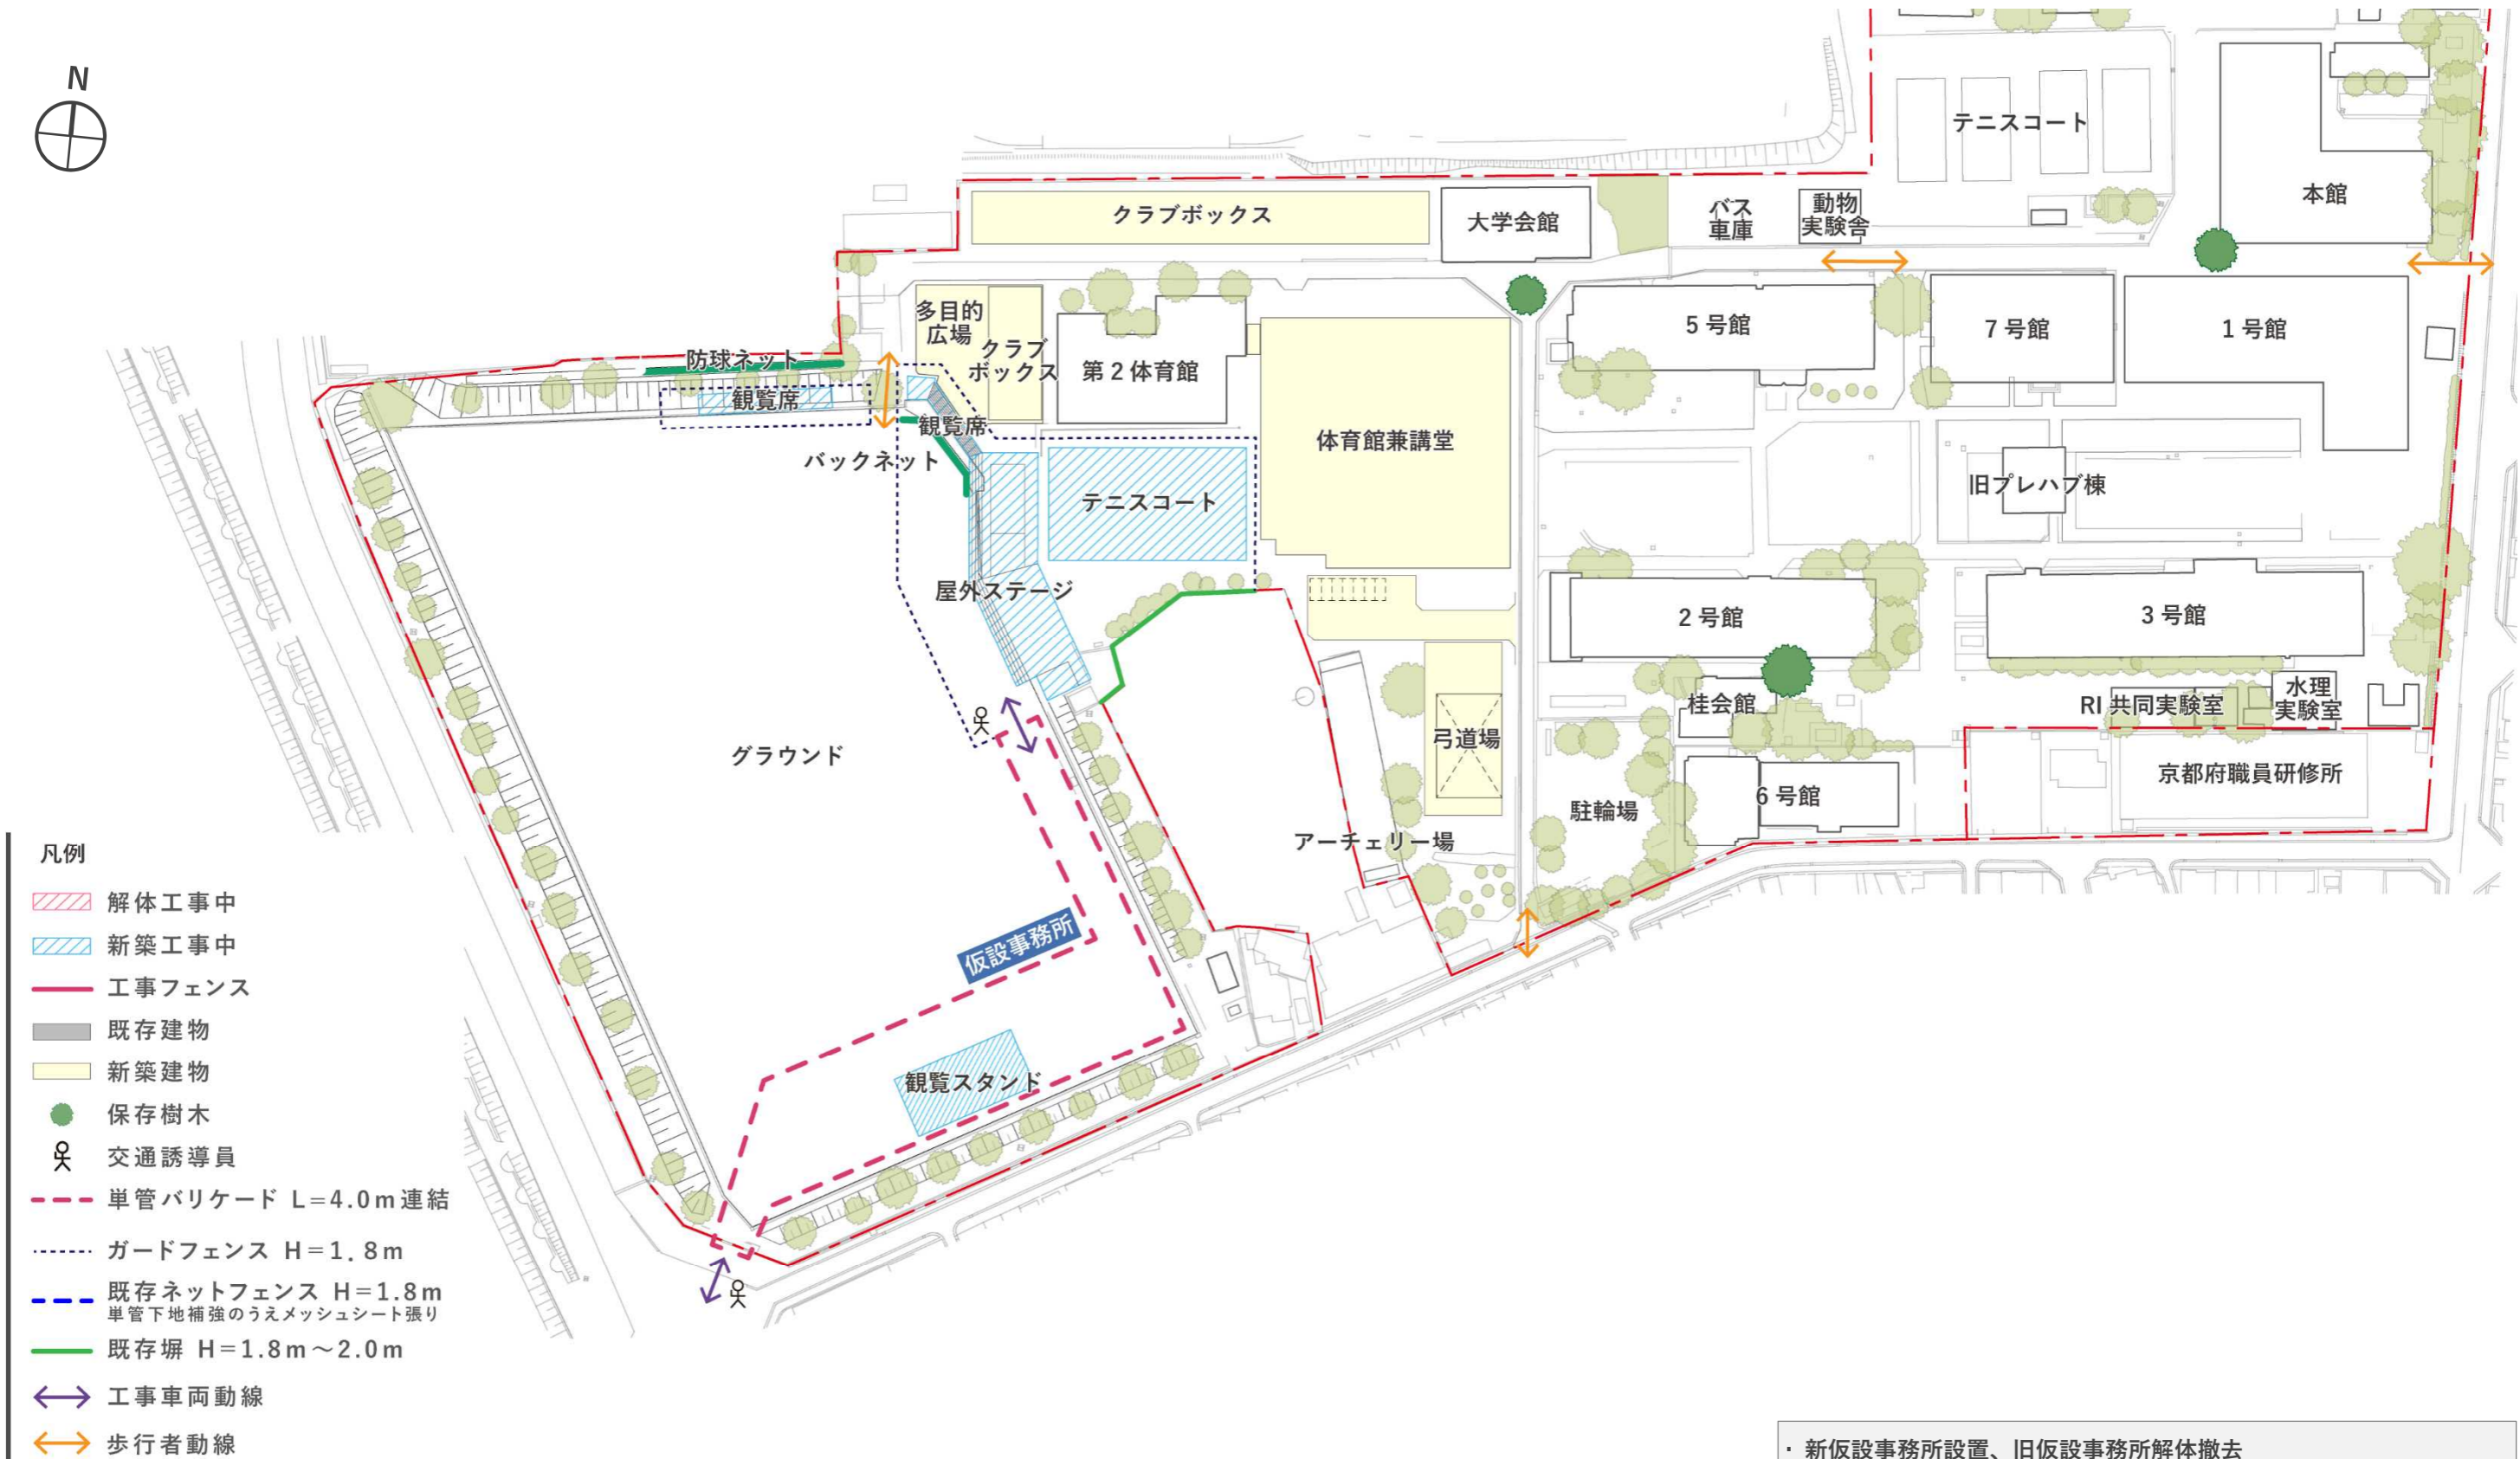 N
テニスコート
本館
クラブボックス
大学会館
バス
車庫
動物
実験舎
多目的
広場
クラブ
ボックス
第2体育館
5号館
7号館
1号館
防球ネット
観覧席
観覧席
バックネット
体育館兼講堂
テニスコート
旧プレハブ棟
屋外ステージ
2号館
3号館
桂会館
RI共同実験室
水理
実験室
弓道場
グラウンド
京都府職員研修所
6号館
駐輪場
アーチェリー場
仮設事務所
観覧スタンド
凡例
解体工事中
新築工事中
工事フェンス
既存建物
新築建物
保存樹木
交通誘導員
単管バリケード L=4.0m連結
ガードフェンス H=1.8m
既存ネットフェンス H=1.8m
単管下地補強のうえメッシュシート張り
既存塀 H=1.8m～2.0m
工事車両動線
歩行者動線
・ 新仮設事務所設置、旧仮設事務所解体撤去